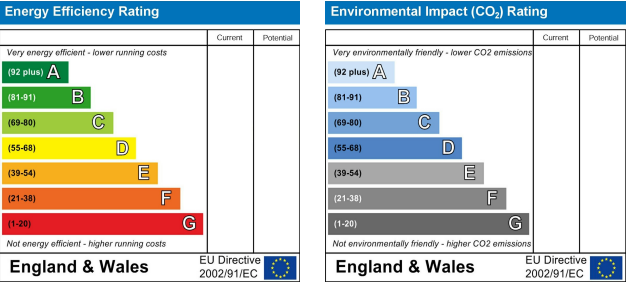 Energy Efficiency Rating
Current Potential
Very energy efficient - lower running costs
(92 plus) A
(81-91) B
(69-80) C
(55-68) D
(39-54) E
(21-38) F
(1-20) G
Not energy efficient - higher running costs
England & Wales
EU Directive
2002/91/EC
Environmental Impact (CO₂) Rating
Current Potential
Very environmentally friendly - lower CO2 emissions
(92 plus) A
(81-91) B
(69-80) C
(55-68) D
(39-54) E
(21-38) F
(1-20) G
Not environmentally friendly - higher CO2 emissions
England & Wales
EU Directive
2002/91/EC